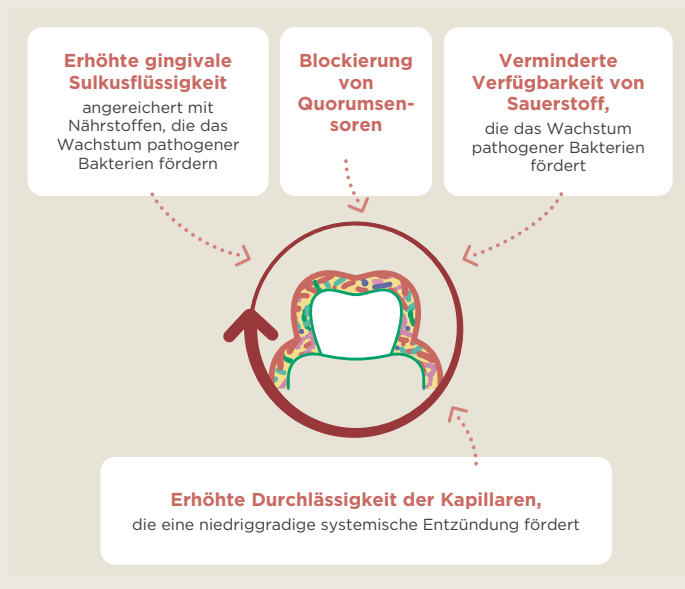 Erhöhte gingivale
Sulkusflüssigkeit
angereichert mit
Nährstoffen, die das
Wachstum pathogener
Bakterien fördern
Blockierung
von
Quorumsen-
soren
Verminderte
Verfügbarkeit von
Sauerstoff,
die das Wachstum
pathogener Bakterien
fördert
Erhöhte Durchlässigkeit der Kapillaren,
die eine niedriggradige systemische Entzündung fördert